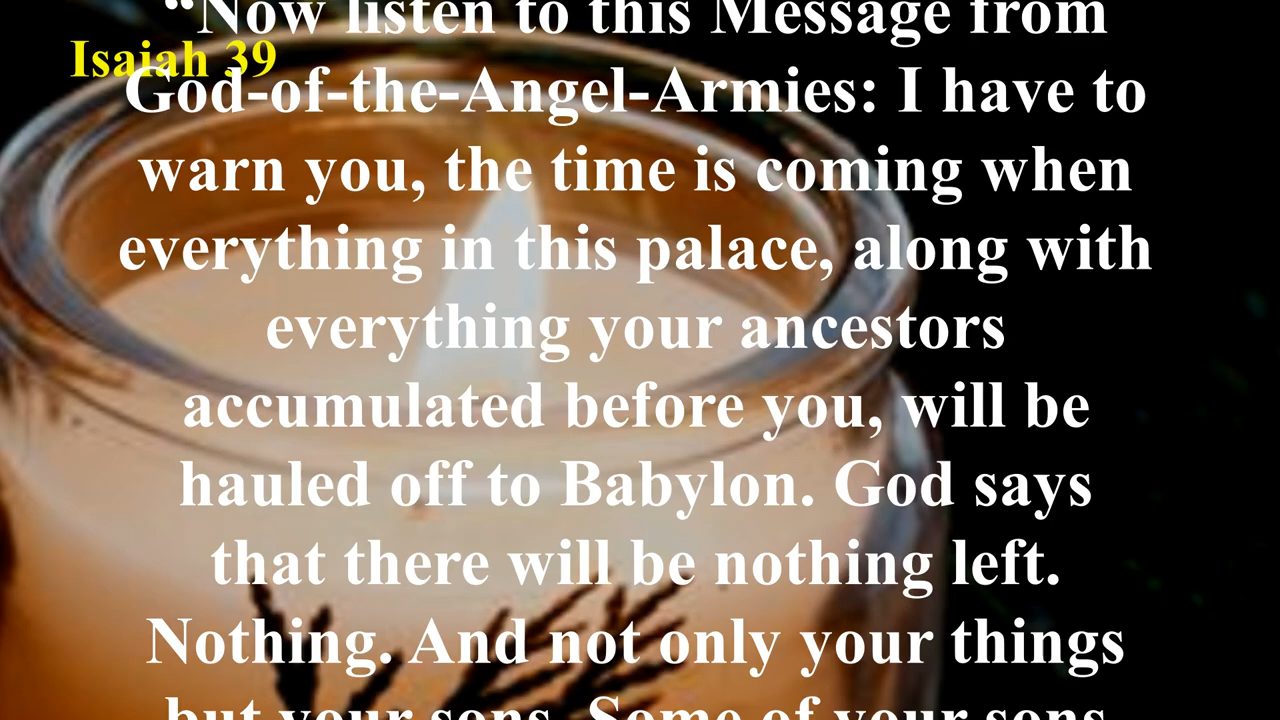 “Now listen to this Message from
Isaiah 39
God-of-the-Angel-Armies: I have to
warn you, the time is coming when
everything in this palace, along with
everything your ancestors
accumulated before you, will be
hauled off to Babylon. God says
that there will be nothing left.
Nothing. And not only your things
but your sons. Some of your sons